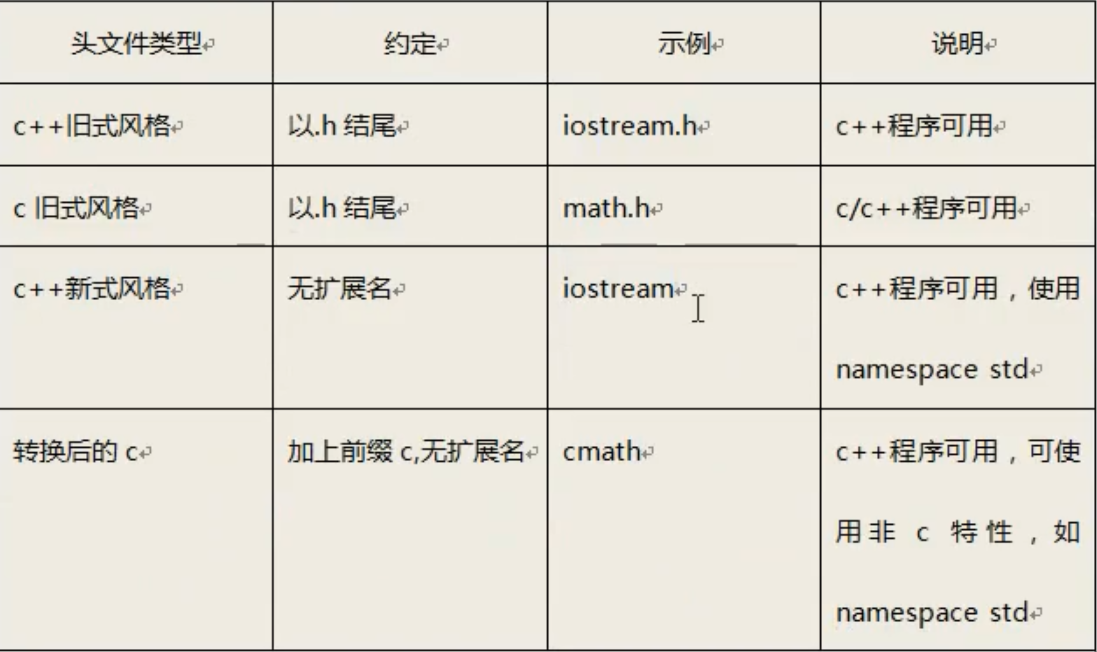 头文件类型 约定 示例 说明
c++旧式风格 以.h 结尾 iostream.h c++程序可用
c 旧式风格 以.h 结尾 math.h c/c++程序可用
c++新式风格 无扩展名 iostream c++程序可用，使用
namespace std
转换后的 c 加上前缀 c,无扩展名 cmath c++程序可用，可使
用非 c 特性，如
namespace std